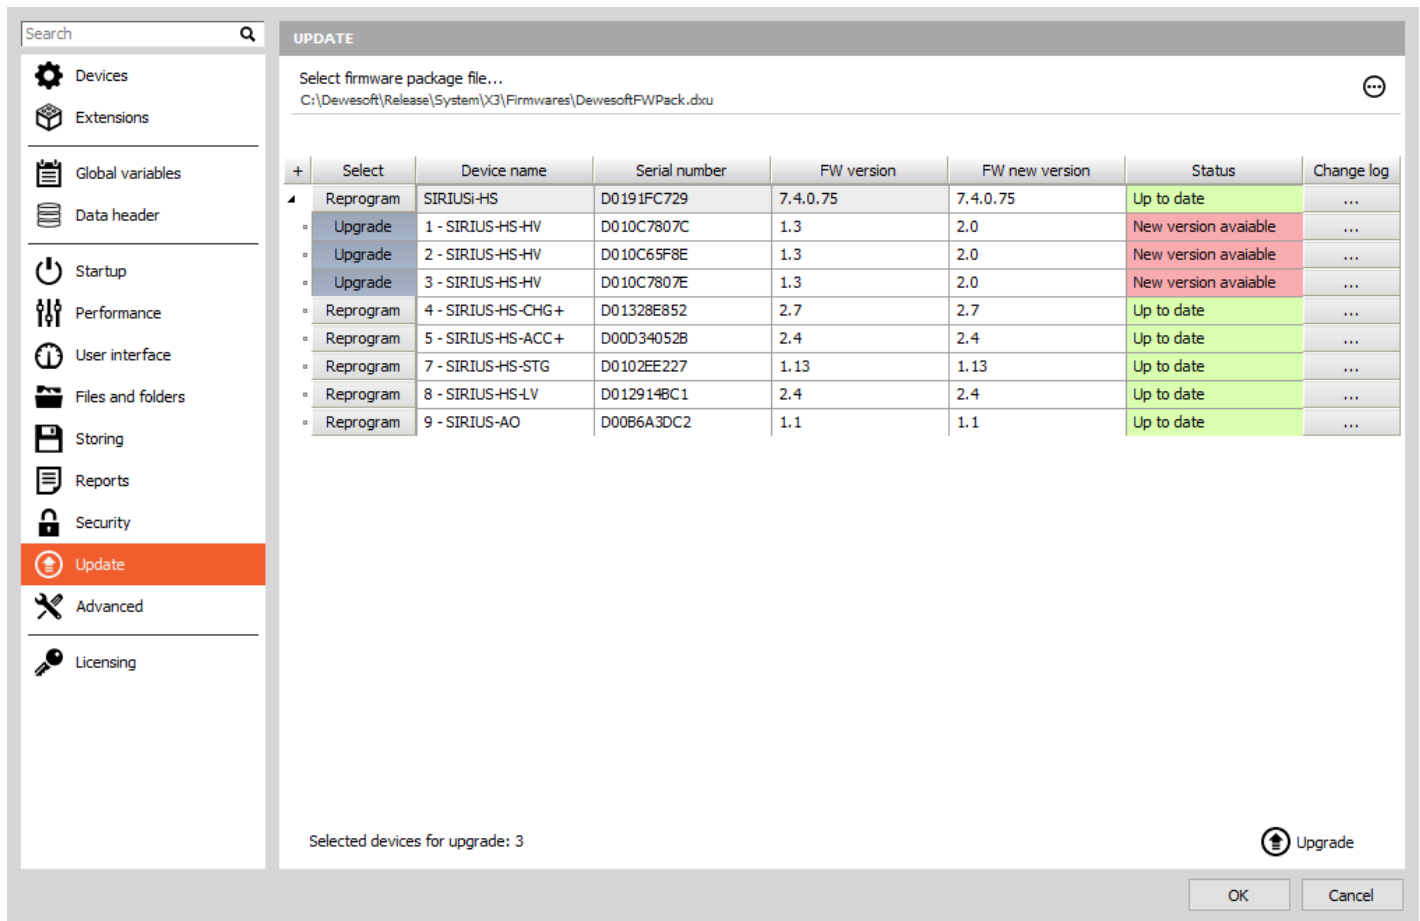 Search
Devices
Extensions
Global variables
Data header
Startup
Performance
User interface
Files and folders
Storing
Reports
Security
Update
Advanced
Licensing
UPDATE
Select firmware package file...
C:\Dewesoft\Release\System\X3\Firmwares\DewesoftFWPack.dxu
+ Select Device name Serial number FW version FW new version Status Change log
Reprogram SIRIUSi-HS D0191FC729 7.4.0.75 7.4.0.75 Up to date ...
Upgrade 1 - SIRIUS-HS-HV D010C7807C 1.3 2.0 New version avaiable ...
Upgrade 2 - SIRIUS-HS-HV D010C65F8E 1.3 2.0 New version avaiable ...
Upgrade 3 - SIRIUS-HS-HV D010C7807E 1.3 2.0 New version avaiable ...
Reprogram 4 - SIRIUS-HS-CHG+ D01328E852 2.7 2.7 Up to date ...
Reprogram 5 - SIRIUS-HS-ACC+ D00D34052B 2.4 2.4 Up to date ...
Reprogram 7 - SIRIUS-HS-STG D0102EE227 1.13 1.13 Up to date ...
Reprogram 8 - SIRIUS-HS-LV D012914BC1 2.4 2.4 Up to date ...
Reprogram 9 - SIRIUS-AO D00B6A3DC2 1.1 1.1 Up to date ...
Selected devices for upgrade: 3
Upgrade
OK Cancel